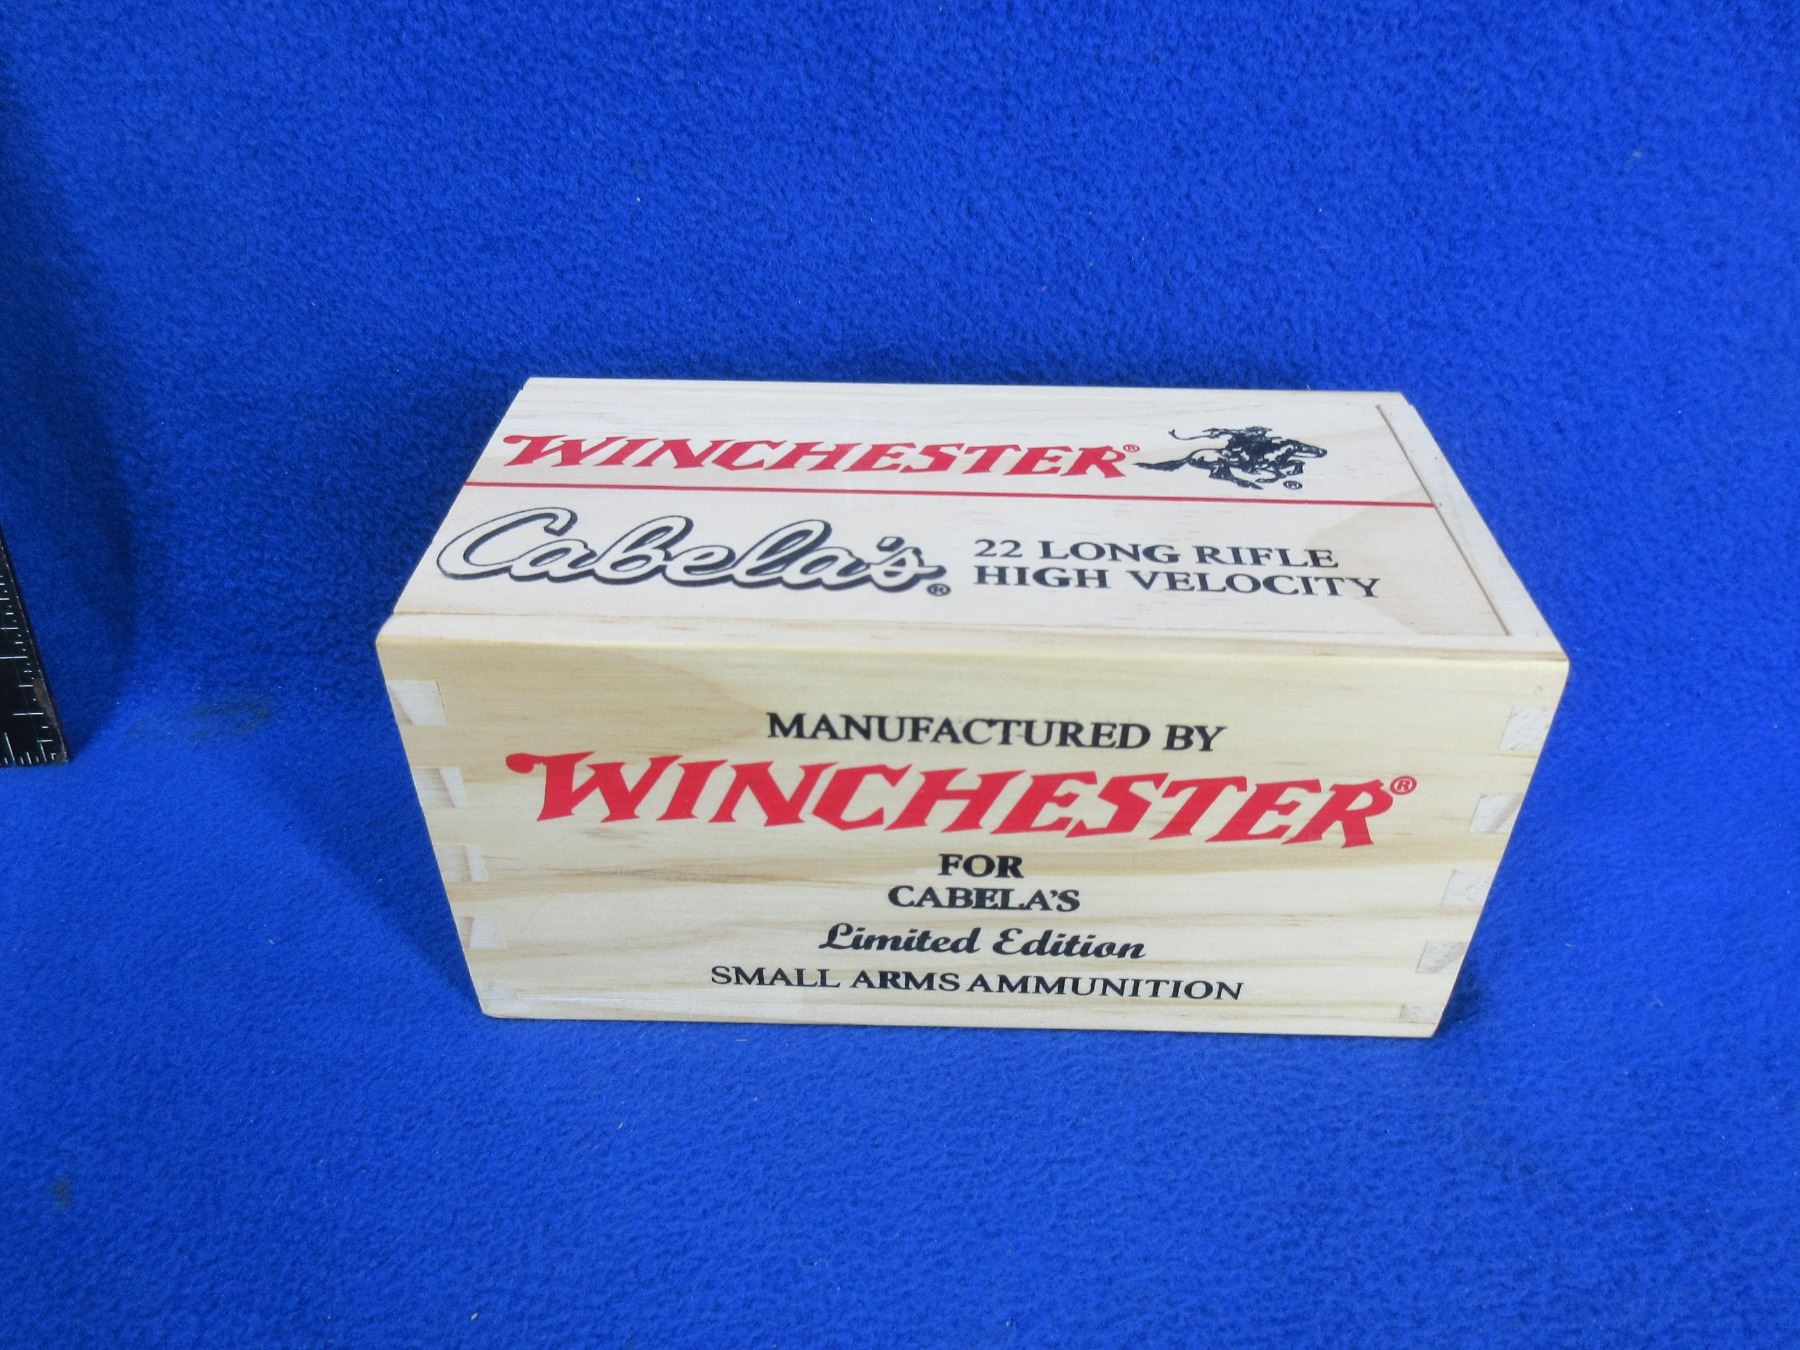 WINCHESTER®
®
Cabela's®
22 LONG RIFLE
HIGH VELOCITY
MANUFACTURED BY
WINCHESTER®
FOR
CABELA'S
Limited Edition
SMALL ARMS AMMUNITION